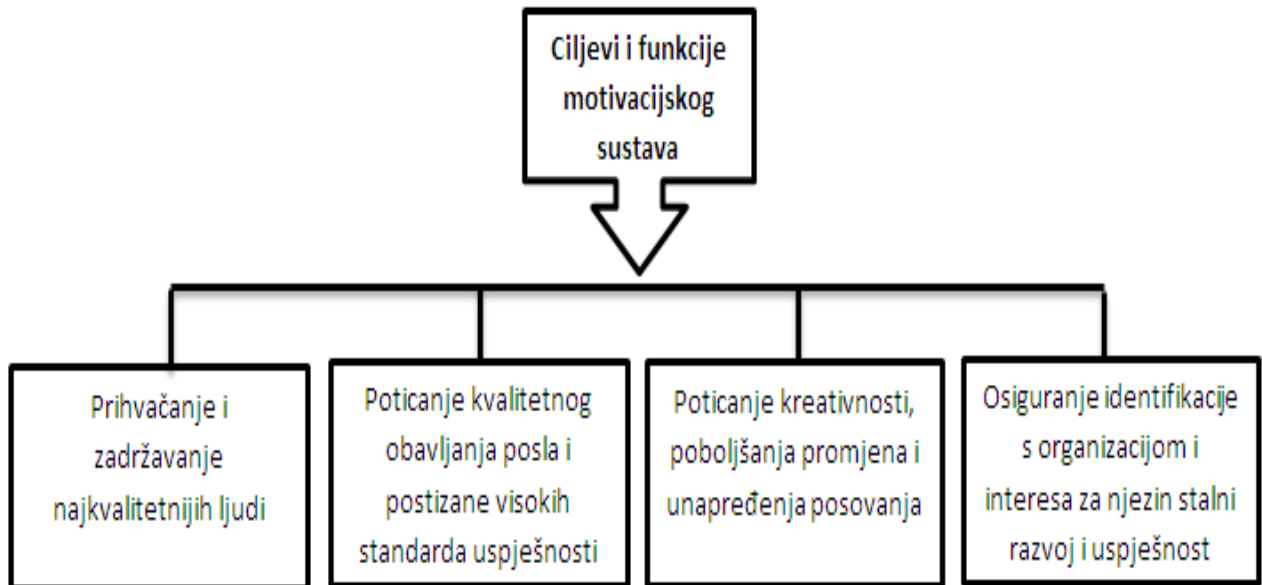 Ciljevi i funkcije
motivacijskog
sustava
Prihvačanje i
zadržavanje
najkvalitetnijih ljudi
Poticanje kvalitetnog
obavljanja posla i
postizane visokih
standarda uspješnosti
Poticanje kreativnosti,
poboljšanja promjena i
unapređenja posovanja
Osiguranje identifikacije
s organizacijom i
interesa za njezin stalni
razvoj i uspješnost